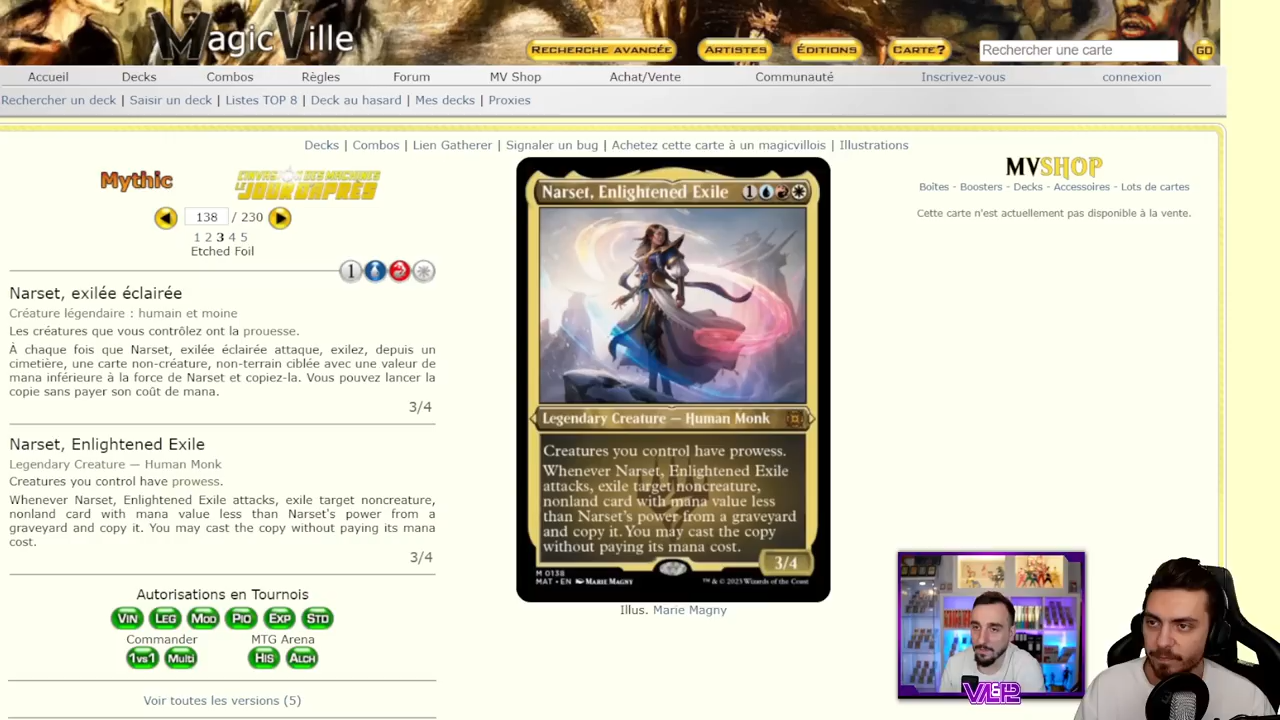 MagicVille
RECHERCHE AVANCÉE
ARTISTES
ÉDITIONS
CARTE?
Rechercher une carte
GO
Accueil
Decks
Combos
Règles
Forum
MV Shop
Achat/Vente
Communauté
Inscrivez-vous
connexion
Rechercher un deck | Saisir un deck | Listes TOP 8 | Deck au hasard | Mes decks | Proxies
Decks | Combos | Lien Gatherer | Signaler un bug | Achetez cette carte à un magicvillois | Illustrations
Mythic
L'INVASION DES MACHINES
LE JOUR D'APRÈS
138 / 230
1 2 3 4 5
Etched Foil
1
Narset, exilée éclairée
Créature légendaire : humain et moine
Les créatures que vous contrôlez ont la prouesse.
À chaque fois que Narset, exilée éclairée attaque, exilez, depuis un
cimetière, une carte non-créature, non-terrain ciblée avec une valeur de
mana inférieure à la force de Narset et copiez-la. Vous pouvez lancer la
copie sans payer son coût de mana.
3/4
Narset, Enlightened Exile
Legendary Creature — Human Monk
Creatures you control have prowess.
Whenever Narset, Enlightened Exile attacks, exile target noncreature,
nonland card with mana value less than Narset's power from a
graveyard and copy it. You may cast the copy without paying its mana
cost.
3/4
Autorisations en Tournois
VIN LEG MOD PIO EXP STD
Commander
MTG Arena
1vs1 Multi
HIS ALCH
Voir toutes les versions (5)
Narset, Enlightened Exile
1
Legendary Creature — Human Monk
Creatures you control have prowess.
Whenever Narset, Enlightened Exile
attacks, exile target noncreature,
nonland card with mana value less
than Narset's power from a graveyard
and copy it. You may cast the copy
without paying its mana cost.
3/4
M 0138
MAT • EN MARIE MAGNY
™ & © 2023 Wizards of the Coast
Illus. Marie Magny
MVSHOP
Boîtes - Boosters - Decks - Accessoires - Lots de cartes
Cette carte n'est actuellement pas disponible à la vente.